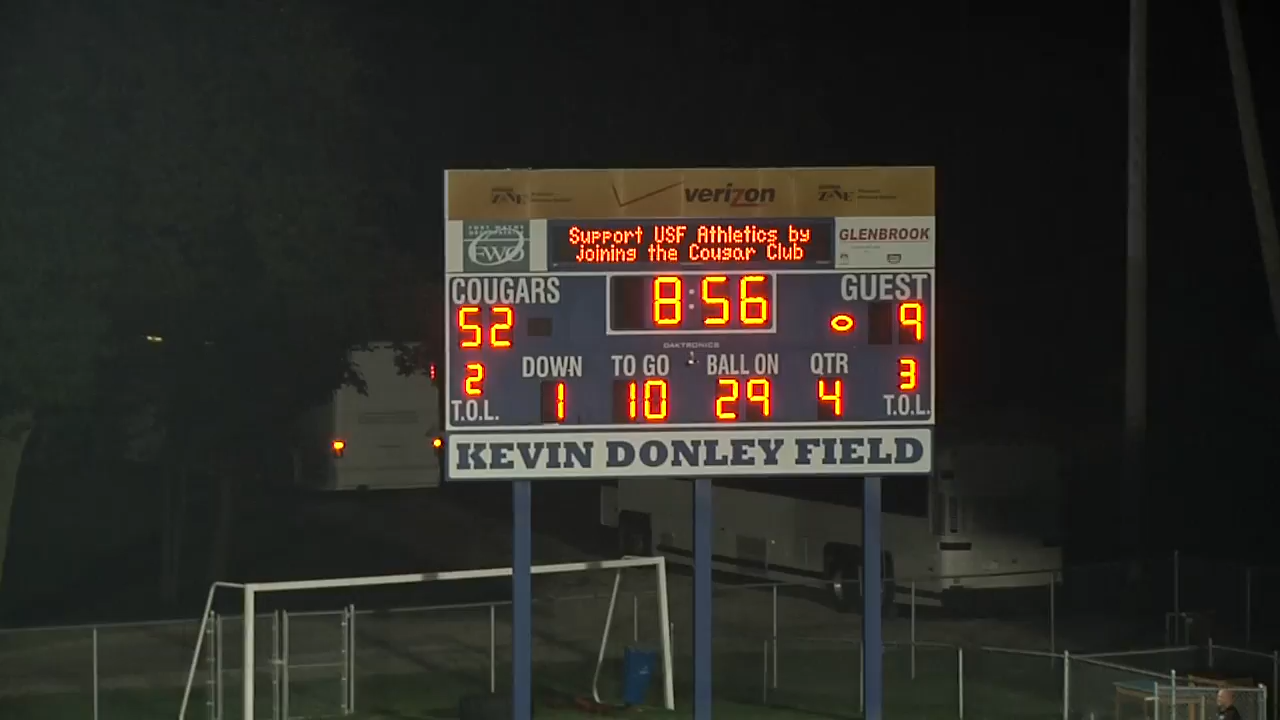 verizon
Support USF Athletics by
joining the Cougar Club
GLENBROOK
COUGARS
8:56
GUEST
52
9
DAKTRONICS
DOWN TO GO BALL ON QTR
2 1 10 29 4 3
T.O.L. T.O.L.
KEVIN DONLEY FIELD